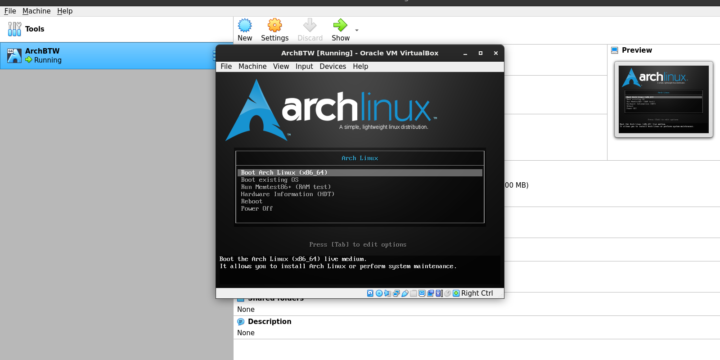 File Machine Help
Tools
New Settings Discard Show
ArchBTW
Running
Preview
ArchBTW [Running] - Oracle VM VirtualBox
File Machine View Input Devices Help
archlinux
A simple, lightweight linux distribution.
Arch Linux
Boot Arch Linux (x86_64)
Boot existing OS
Run Memtest86+ (RAM test)
Hardware Information (HDT)
Reboot
Power Off
Press [Tab] to edit options
Boot the Arch Linux (x86_64) live medium.
It allows you to install Arch Linux or perform system maintenance.
Right Ctrl
00 MB)
Shared folders
None
Description
None